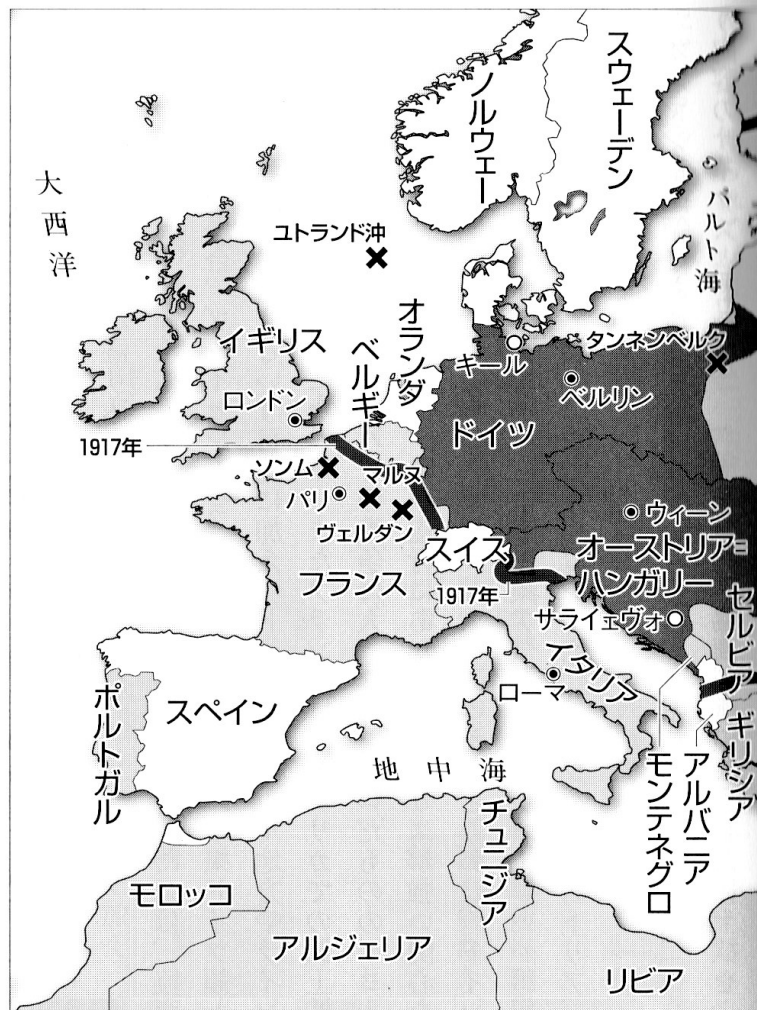 スウェーデン
ノルウェー
大西洋
バルト海
ユトランド沖
オランダ
イギリス
ベルギー
キール
タンネンベルク
ロンドン
ベルリン
1917年
ドイツ
ソンム
マルヌ
パリ
ヴェルダン
ウィーン
スイス
オーストリア=
ハンガリー
フランス
1917年
サライェヴォ
セルビア
イタリア
ローマ
スペイン
ポルトガル
ギリシア
アルバニア
モンテネグロ
地中海
チュニジア
モロッコ
アルジェリア
リビア